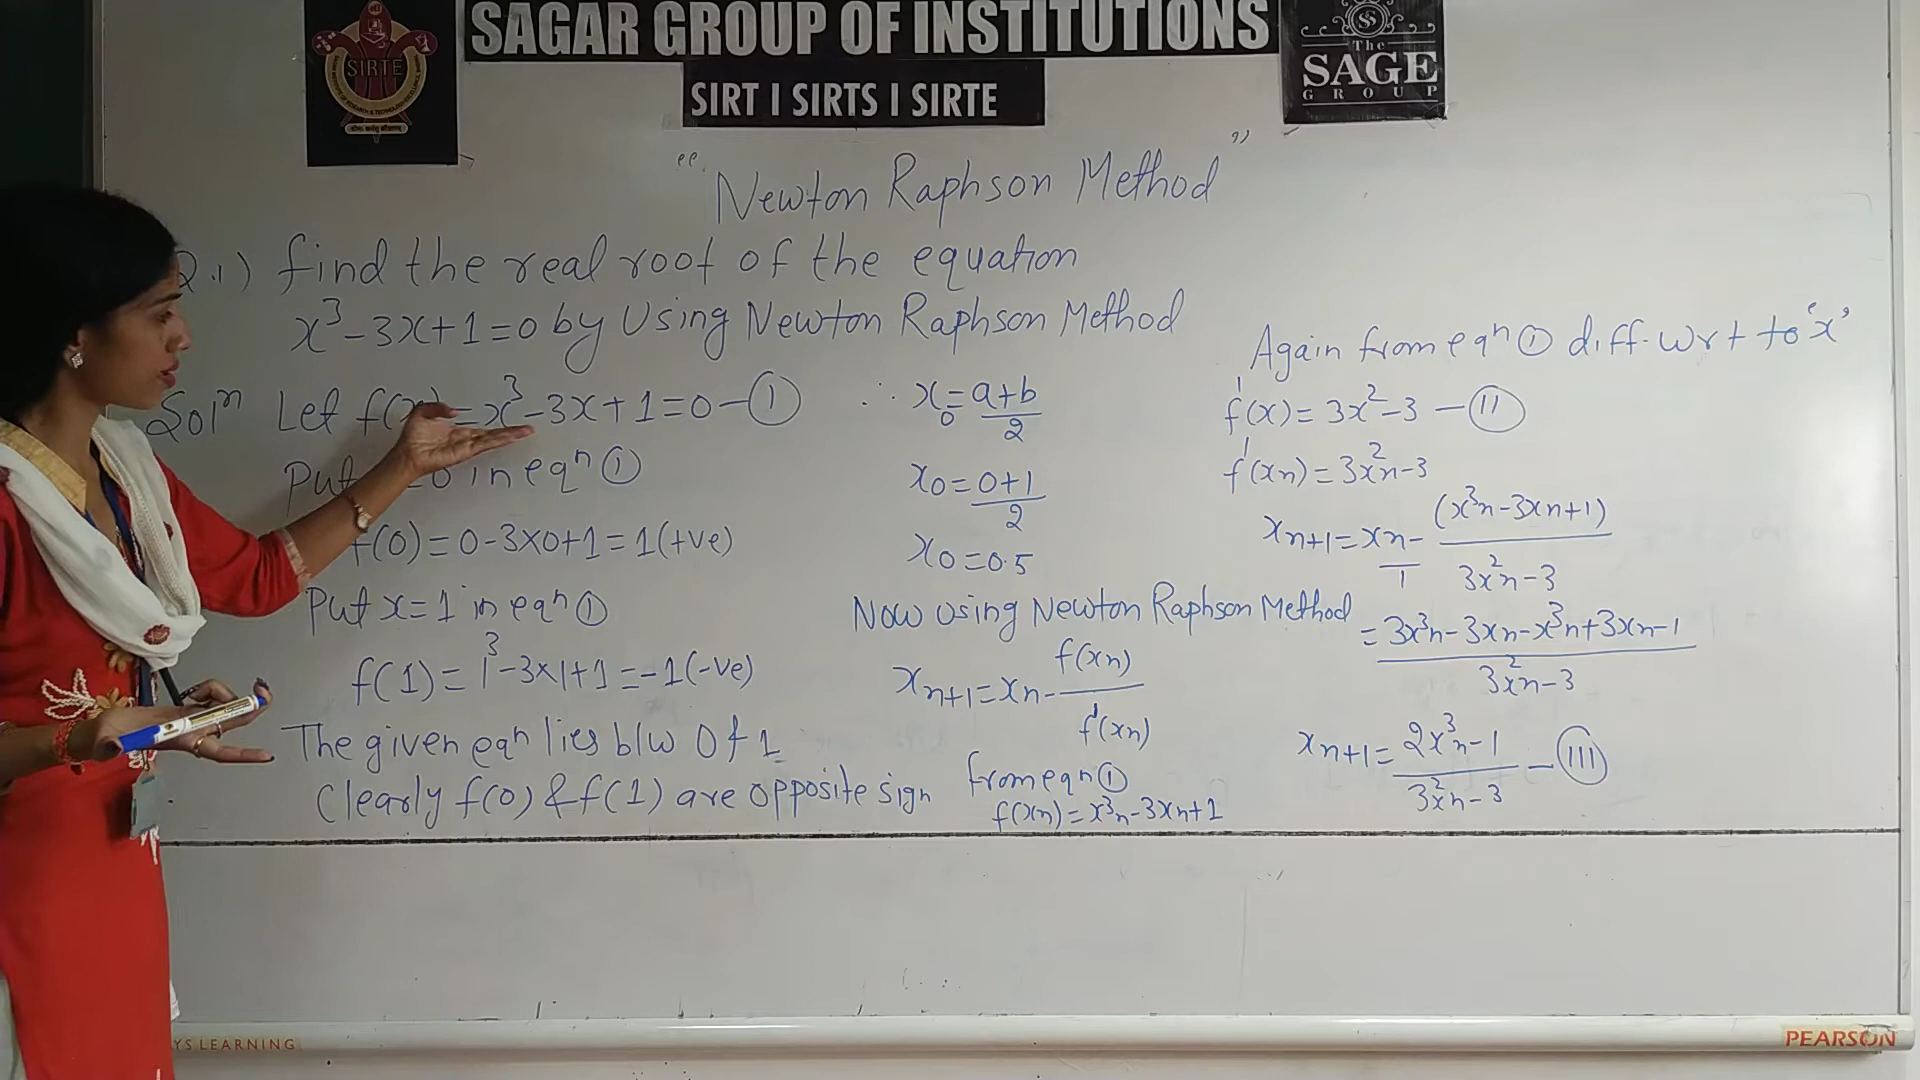 SAGAR GROUP OF INSTITUTIONS
SIRT I SIRTS I SIRTE
SIRTE
The
SAGE
GROUP
"Newton Raphson Method"
Q.1) find the real root of the equation
x³-3x+1=0 by Using Newton Raphson Method
Solⁿ Let f(x)=x³-3x+1=0-①
Put =0 in eqⁿ ①
f(0)=0-3×0+1=1(+ve)
Put x=1 in eqⁿ ①
f(1)=1³-3×1+1=-1(-ve)
The given eqⁿ lies b/w 0 & 1
Clearly f(0) & f(1) are opposite sign
∴ x₀=a+b/2
x₀=0+1/2
x₀=0.5
Now using Newton Raphson Method
xn+1=xn-f(xn)/f'(xn)
from eqn ①
f(xn)=x³n-3xn+1
Again from eqⁿ ① diff. wrt to 'x'
f'(x)=3x²-3-(II)
f'(xn)=3x²n-3
xn+1=xn/1-(x³n-3xn+1)/3x²n-3
=3x³n-3xn-x³n+3xn-1/3x²n-3
xn+1=2x³n-1/3x²n-3-(III)
YS LEARNING
PEARSON